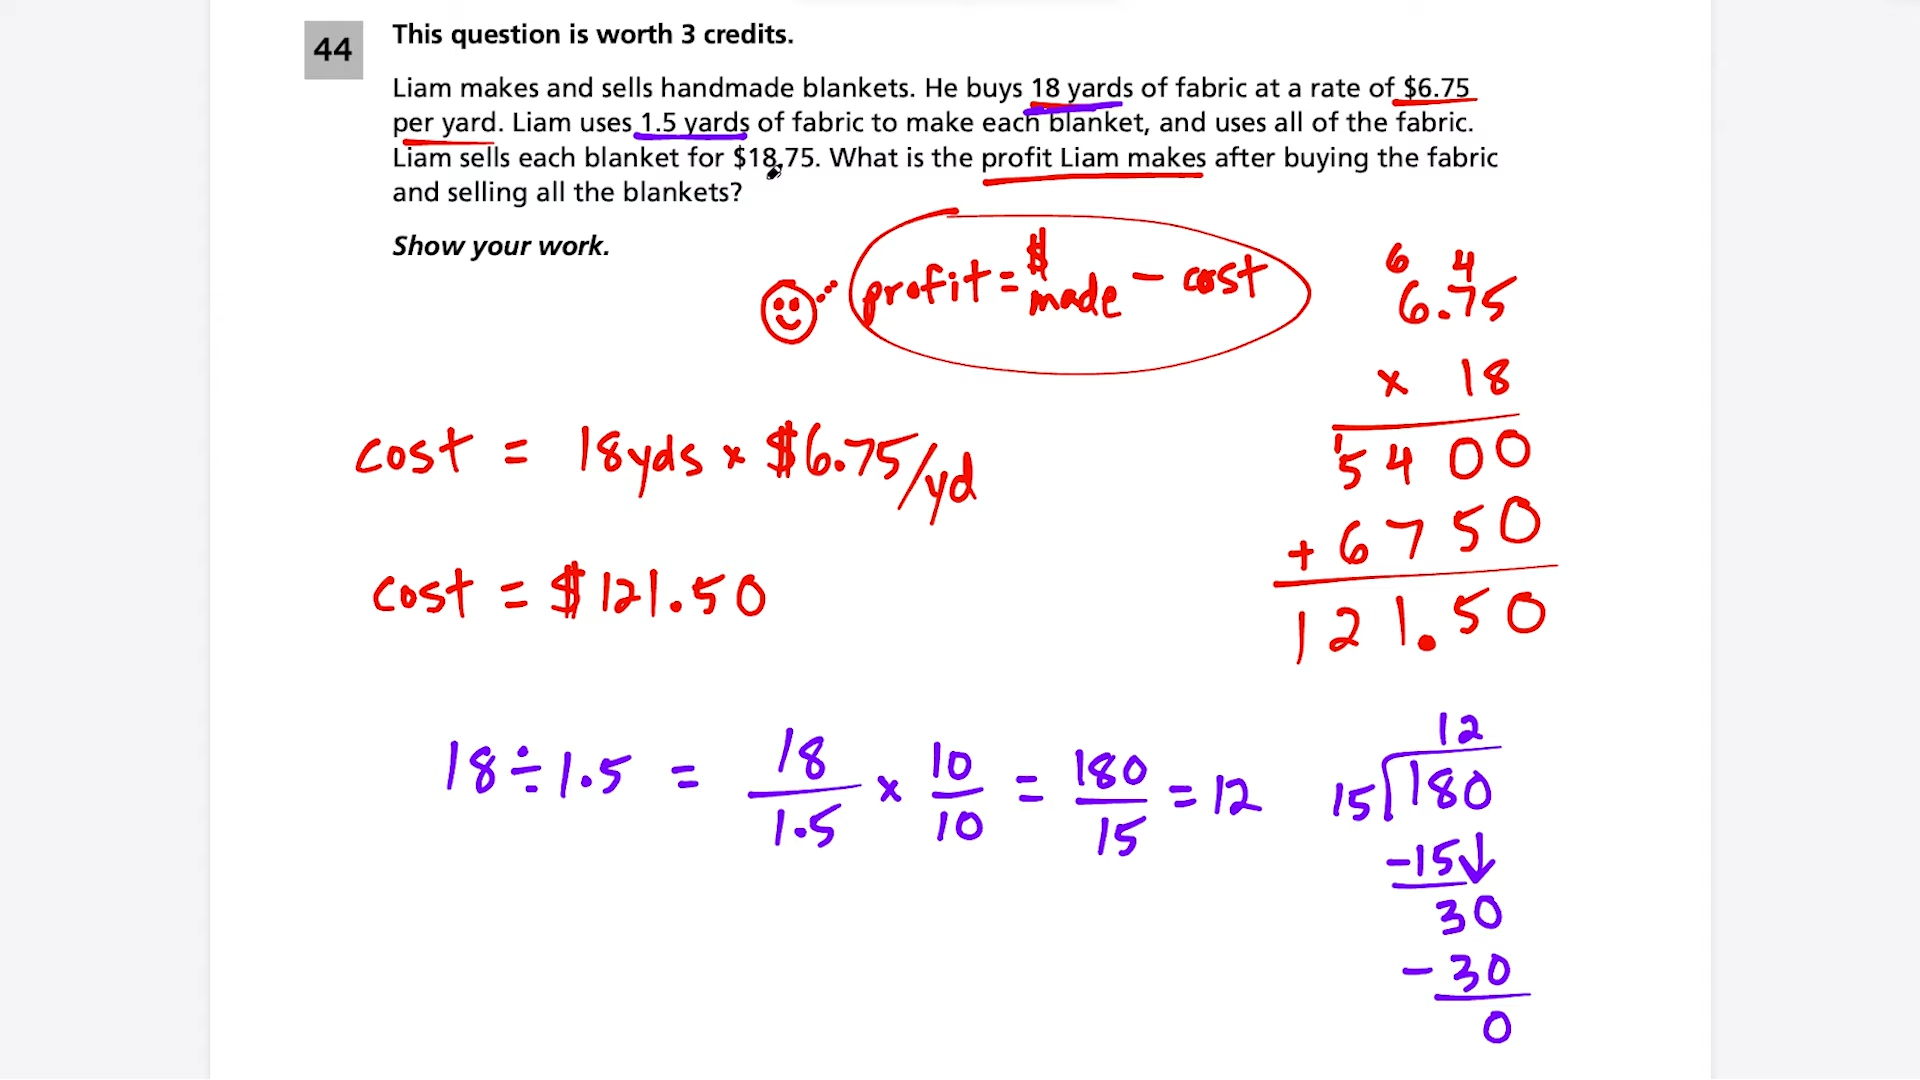 44
This question is worth 3 credits.
Liam makes and sells handmade blankets. He buys 18 yards of fabric at a rate of $6.75
per yard. Liam uses 1.5 yards of fabric to make each blanket, and uses all of the fabric.
Liam sells each blanket for $18.75. What is the profit Liam makes after buying the fabric
and selling all the blankets?
Show your work.
profit = $ made - cost
6 4
6.75
x 18
1
5400
+ 6750
121.50
cost = 18yds x $6.75/yd
cost = $121.50
18 ÷ 1.5 = 18/1.5 x 10/10 = 180/15 = 12
12
15 180
-15↓
30
- 30
0